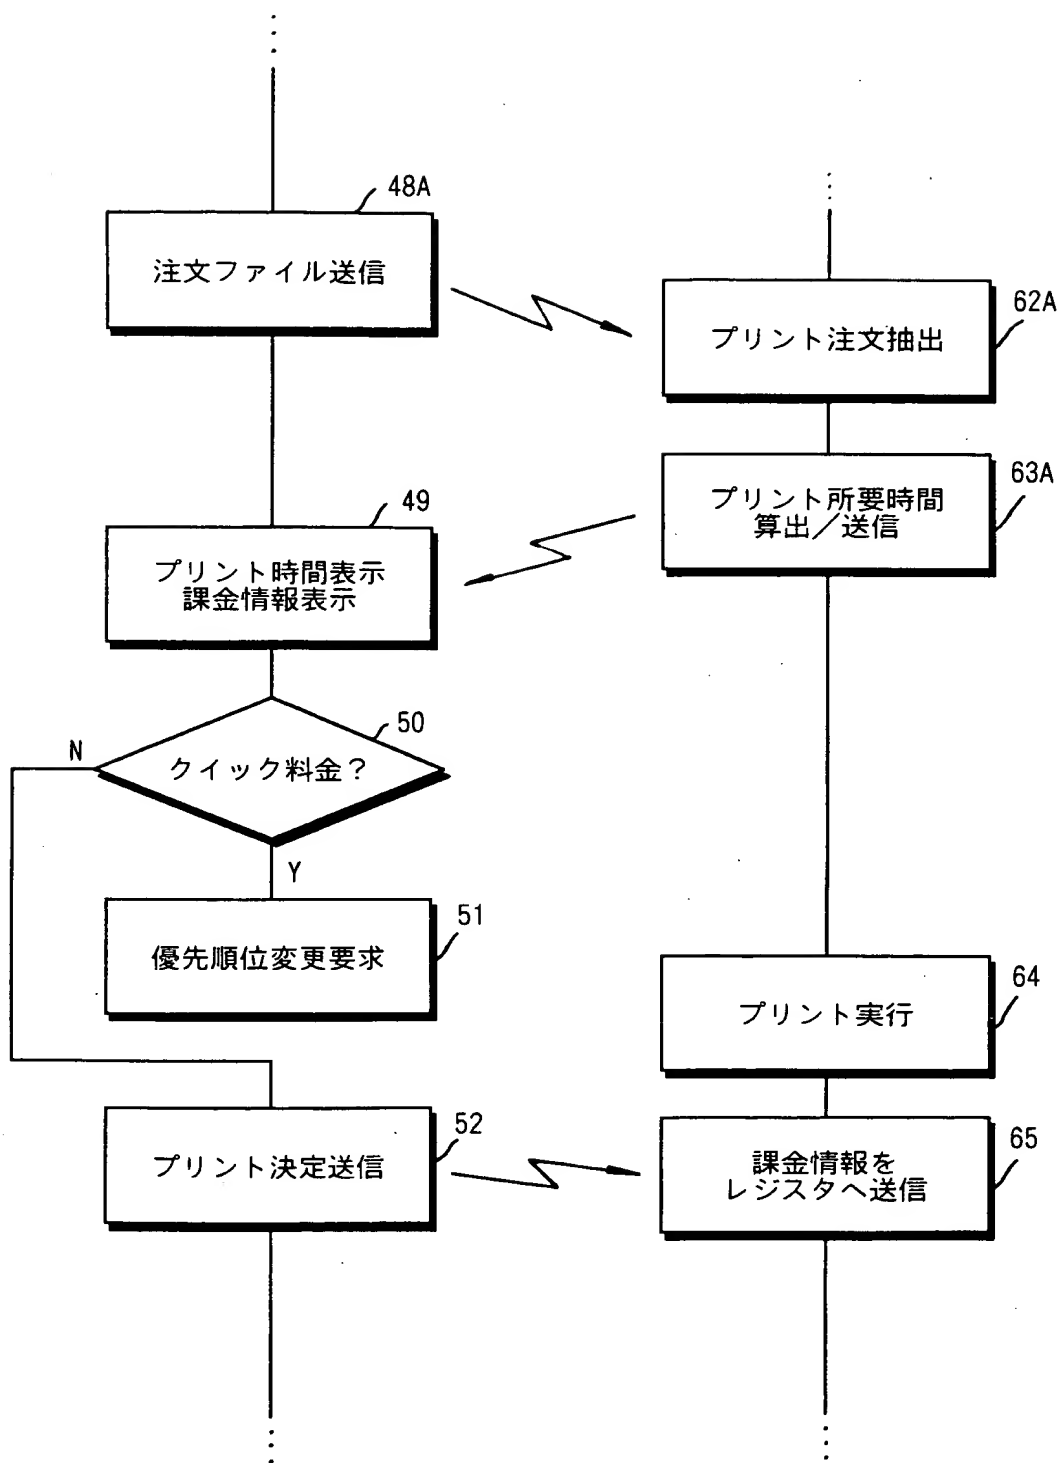 48A
注文ファイル送信
62A
プリント注文抽出
63A
プリント所要時間
算出／送信
49
プリント時間表示
課金情報表示
50
N
クイック料金？
Y
51
優先順位変更要求
64
プリント実行
52
プリント決定送信
65
課金情報を
レジスタへ送信